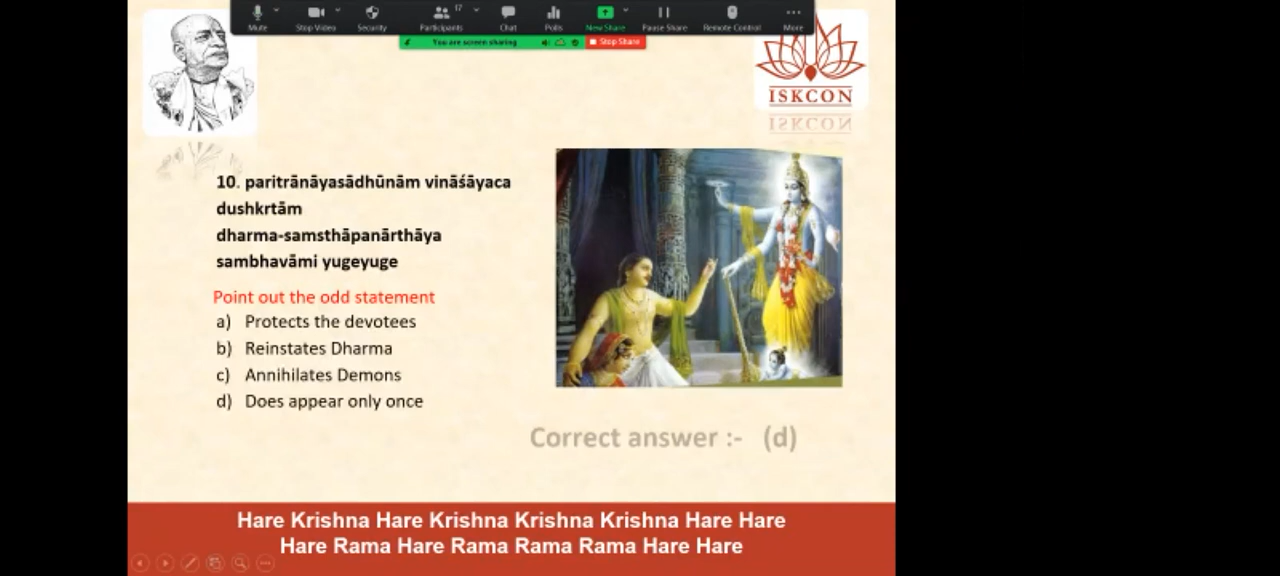 Mute
Stop Video
Security
Participants
17
Chat
Polls
New Share
Pause Share
Remote Control
More
You are screen sharing
Stop Share
ISKCON
10. paritrānāyasādhūnām vināśāyaca
dushkrtām
dharma-samsthāpanārthāya
sambhavāmi yugeyuge
Point out the odd statement
a) Protects the devotees
b) Reinstates Dharma
c) Annihilates Demons
d) Does appear only once
Correct answer :- (d)
Hare Krishna Hare Krishna Krishna Krishna Hare Hare
Hare Rama Hare Rama Rama Rama Hare Hare